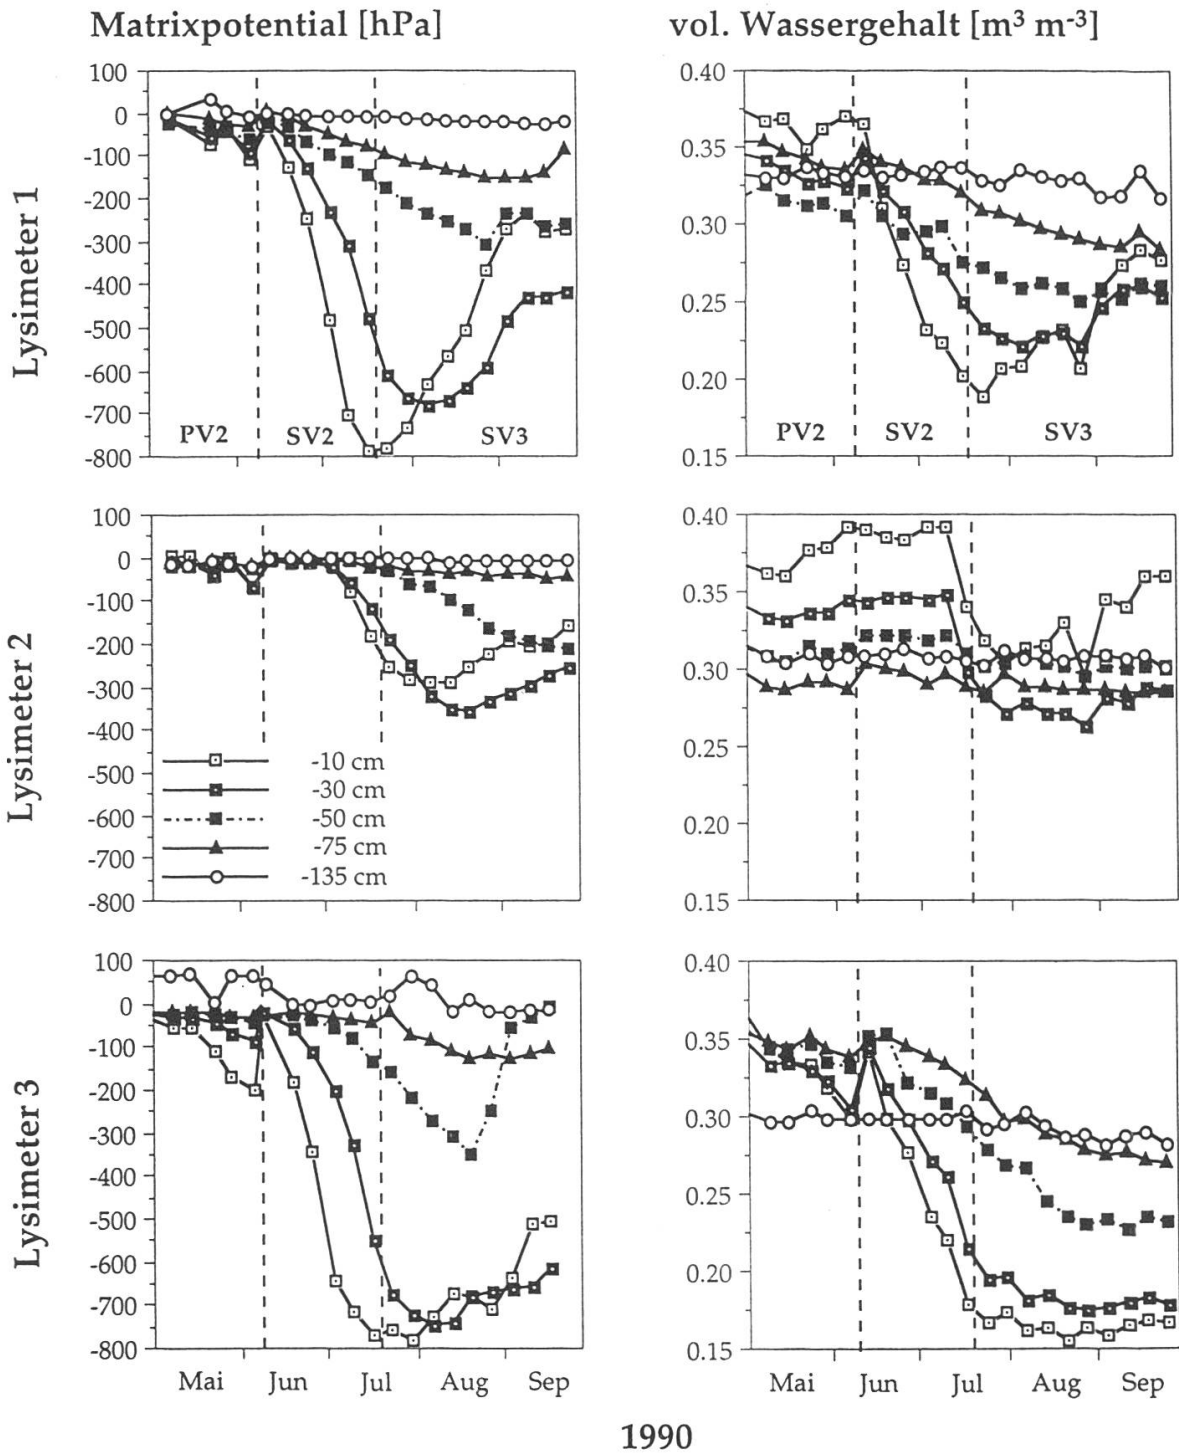 Matrixpotential [hPa]
vol. Wassergehalt [m³ m⁻³]
Lysimeter 1
100
0
-100
-200
-300
-400
-500
-600
-700
-800
PV2
SV2
SV3
0.40
0.35
0.30
0.25
0.20
0.15
PV2
SV2
SV3
Lysimeter 2
100
0
-100
-200
-300
-400
-500
-600
-700
-800
-10 cm
-30 cm
-50 cm
-75 cm
-135 cm
0.40
0.35
0.30
0.25
0.20
0.15
Lysimeter 3
100
0
-100
-200
-300
-400
-500
-600
-700
-800
Mai Jun Jul Aug Sep
0.40
0.35
0.30
0.25
0.20
0.15
Mai Jun Jul Aug Sep
1990